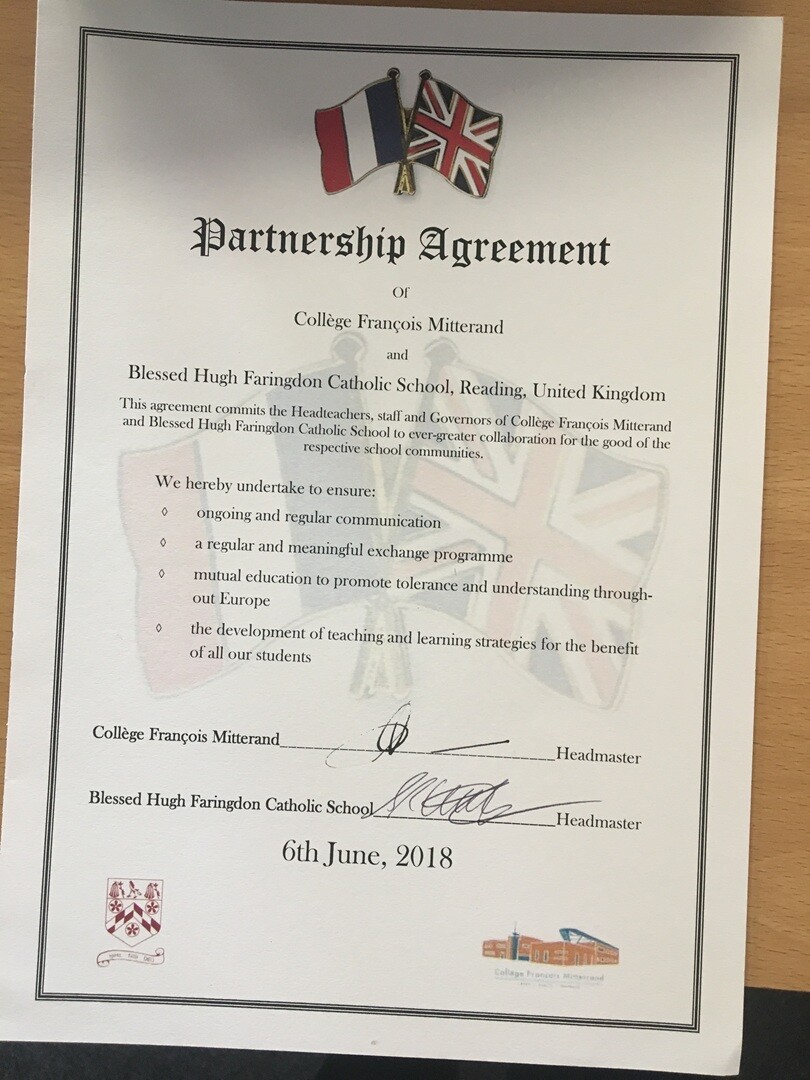 Partnership Agreement
Of
Collège François Mitterand
and
Blessed Hugh Faringdon Catholic School, Reading, United Kingdom
This agreement commits the Headteachers, staff and Governors of Collège François Mitterand
and Blessed Hugh Faringdon Catholic School to ever-greater collaboration for the good of the
respective school communities.
We hereby undertake to ensure:
◊ ongoing and regular communication
◊ a regular and meaningful exchange programme
◊ mutual education to promote tolerance and understanding through-
out Europe
◊ the development of teaching and learning strategies for the benefit
of all our students
Collège François Mitterand Headmaster
Blessed Hugh Faringdon Catholic School Headmaster
6th June, 2018
Collège François Mitterrand